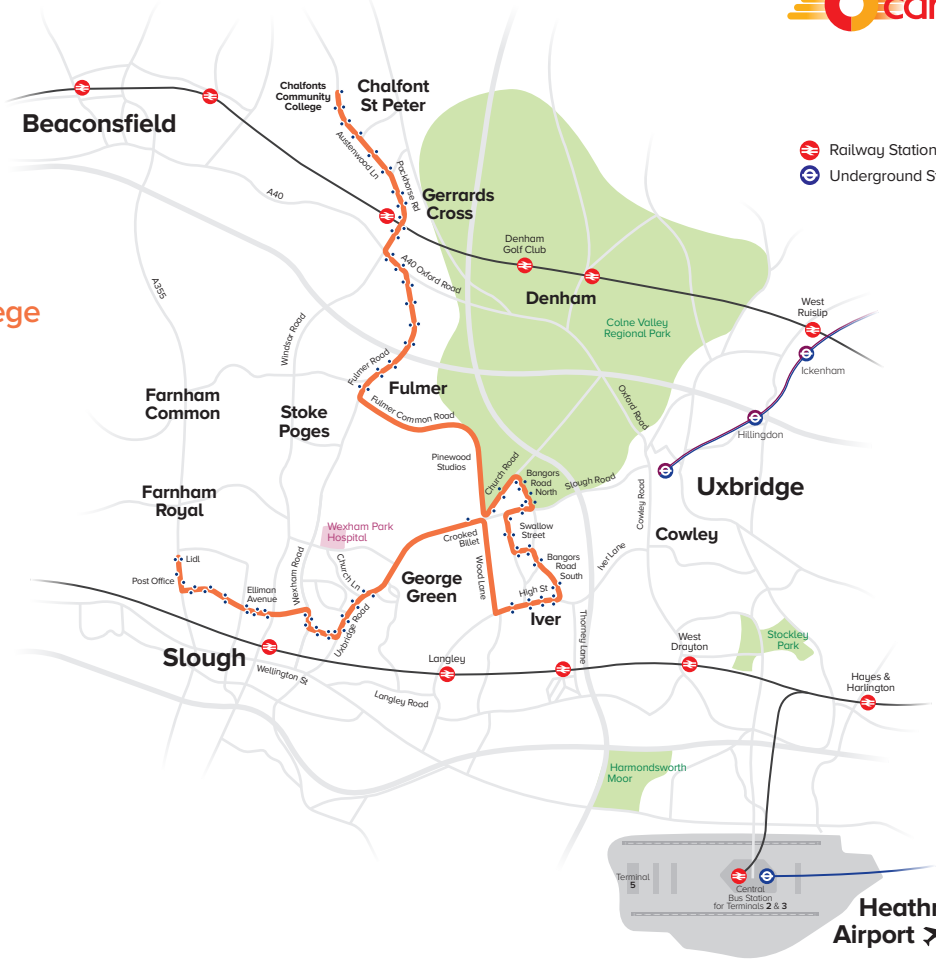 Chalfonts
Community
College
Chalfont
St Peter
Beaconsfield
Railway Station
Underground
Austenwood Ln
Packhorse Rd
A40
Gerrards
Cross
Denham
Golf Club
A40 Oxford Road
A355
Denham
West
Ruislip
Colne Valley
Regional Park
Windsor Road
Ickenham
Fulmer Road
Fulmer
Farnham
Common
Stoke
Poges
Fulmer Common Road
Oxford Road
Hillingdon
Pinewood
Studios
Church Road
Bangors
Road
North
Slough Road
Uxbridge
Farnham
Royal
Cowley Road
Wexham Park
Hospital
Crooked
Billet
Swallow
Street
Cowley
Lidl
Post Office
Elliman
Avenue
Wexham Road
Church Ln
George
Green
Wood Lane
Bangors
Road
South
Iver Lane
High St
Iver
Uxbridge Road
Thorney Lane
Slough
Wellington St
Langley
West
Drayton
Stockley
Park
Langley Road
Hayes &
Harlington
Harmondsworth
Moor
Terminal
5
Central
Bus Station
for Terminals 2 & 3
Airport